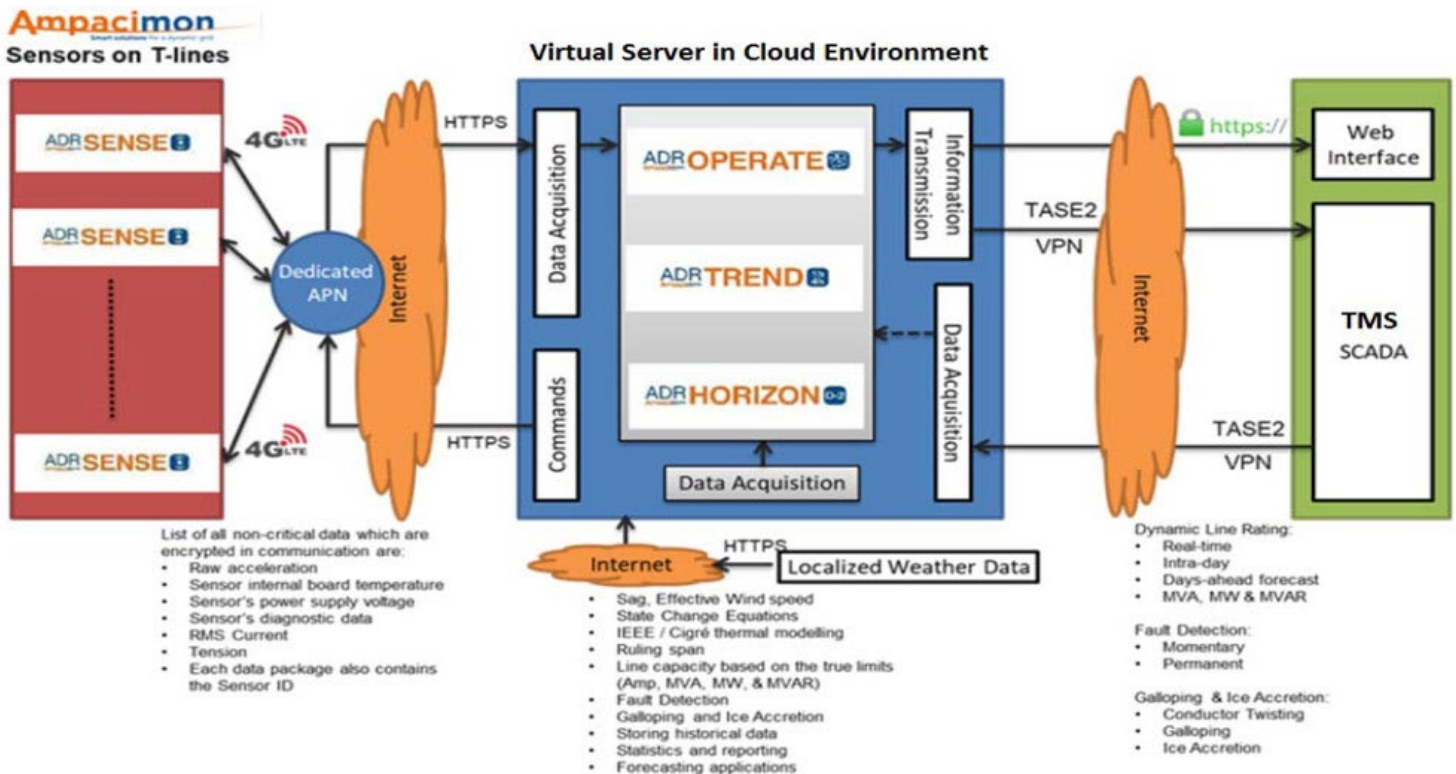 Ampacimon
Smart solutions for a dynamic grid
Sensors on T-lines
Virtual Server in Cloud Environment
ADR SENSE
ADR SENSE
ADR SENSE
4G LTE
4G LTE
Dedicated
APN
Internet
HTTPS
HTTPS
Data Acquisition
Commands
ADR OPERATE
ADR TREND
ADR HORIZON
Data Acquisition
Information
Transmission
Data Acquisition
https://
TASE2
VPN
Internet
TASE2
VPN
Web
Interface
TMS
SCADA
List of all non-critical data which are
encrypted in communication are:
• Raw acceleration
• Sensor internal board temperature
• Sensor's power supply voltage
• Sensor's diagnostic data
• RMS Current
• Tension
• Each data package also contains
the Sensor ID
Internet
HTTPS
Localized Weather Data
• Sag, Effective Wind speed
• State Change Equations
• IEEE / Cigré thermal modelling
• Ruling span
• Line capacity based on the true limits
(Amp, MVA, MW, & MVAR)
• Fault Detection
• Galloping and Ice Accretion
• Storing historical data
• Statistics and reporting
• Forecasting applications
Dynamic Line Rating:
• Real-time
• Intra-day
• Days-ahead forecast
• MVA, MW & MVAR
Fault Detection:
• Momentary
• Permanent
Galloping & Ice Accretion:
• Conductor Twisting
• Galloping
• Ice Accretion